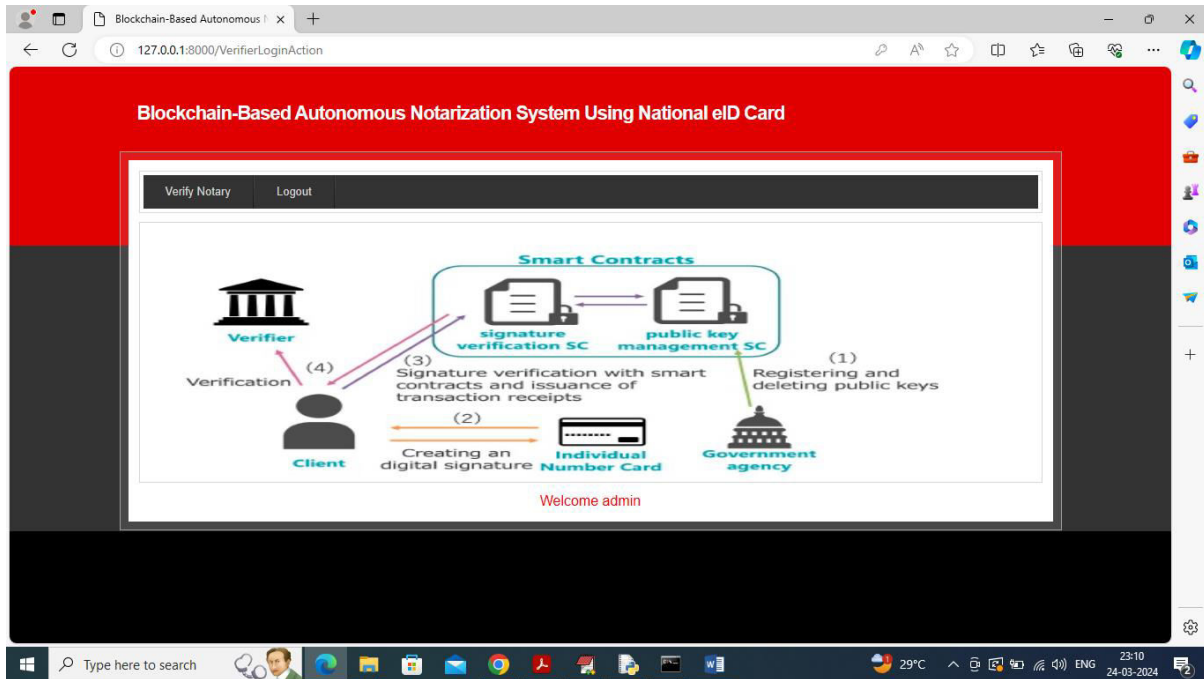 Blockchain-Based Autonomous N
127.0.0.1:8000/VerifierLoginAction
Blockchain-Based Autonomous Notarization System Using National eID Card
Verify Notary Logout
Smart Contracts
Verifier
signature
verification SC
public key
management SC
(4)
Verification
(3)
Signature verification with smart
contracts and issuance of
transaction receipts
(1)
Registering and
deleting public keys
(2)
Client
Creating an
digital signature
Individual
Number Card
Government
agency
Welcome admin
Type here to search
29°C
ENG
23:10
24-03-2024
2